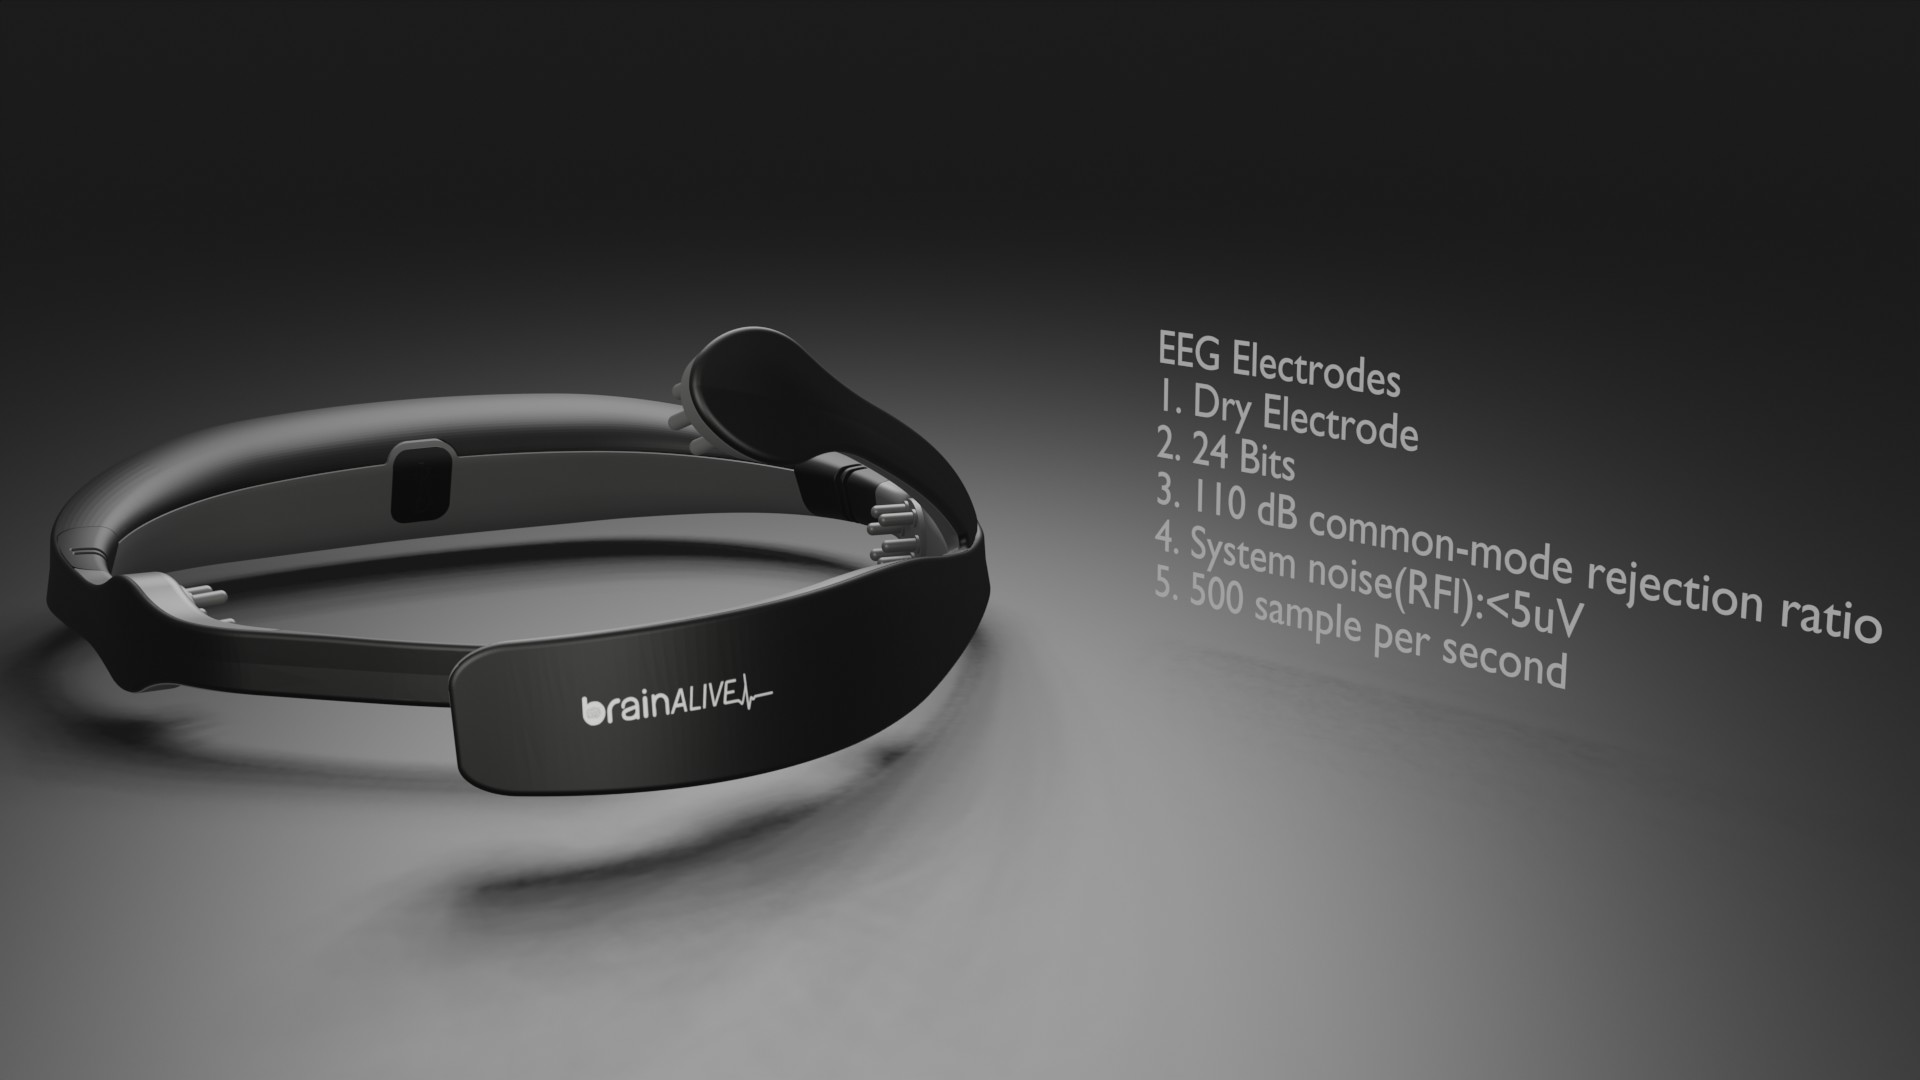 brainALIVE
EEG Electrodes
1. Dry Electrode
2. 24 Bits
3. 110 dB common-mode rejection ratio
4. System noise(RFI):<5uV
5. 500 sample per second